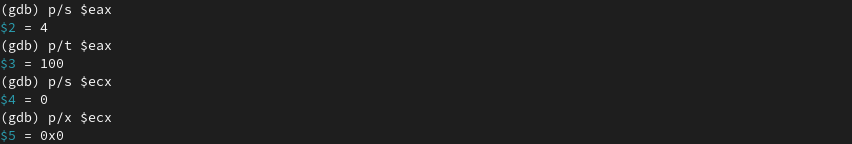 (gdb) p/s $eax
$2 = 4
(gdb) p/t $eax
$3 = 100
(gdb) p/s $ecx
$4 = 0
(gdb) p/x $ecx
$5 = 0x0